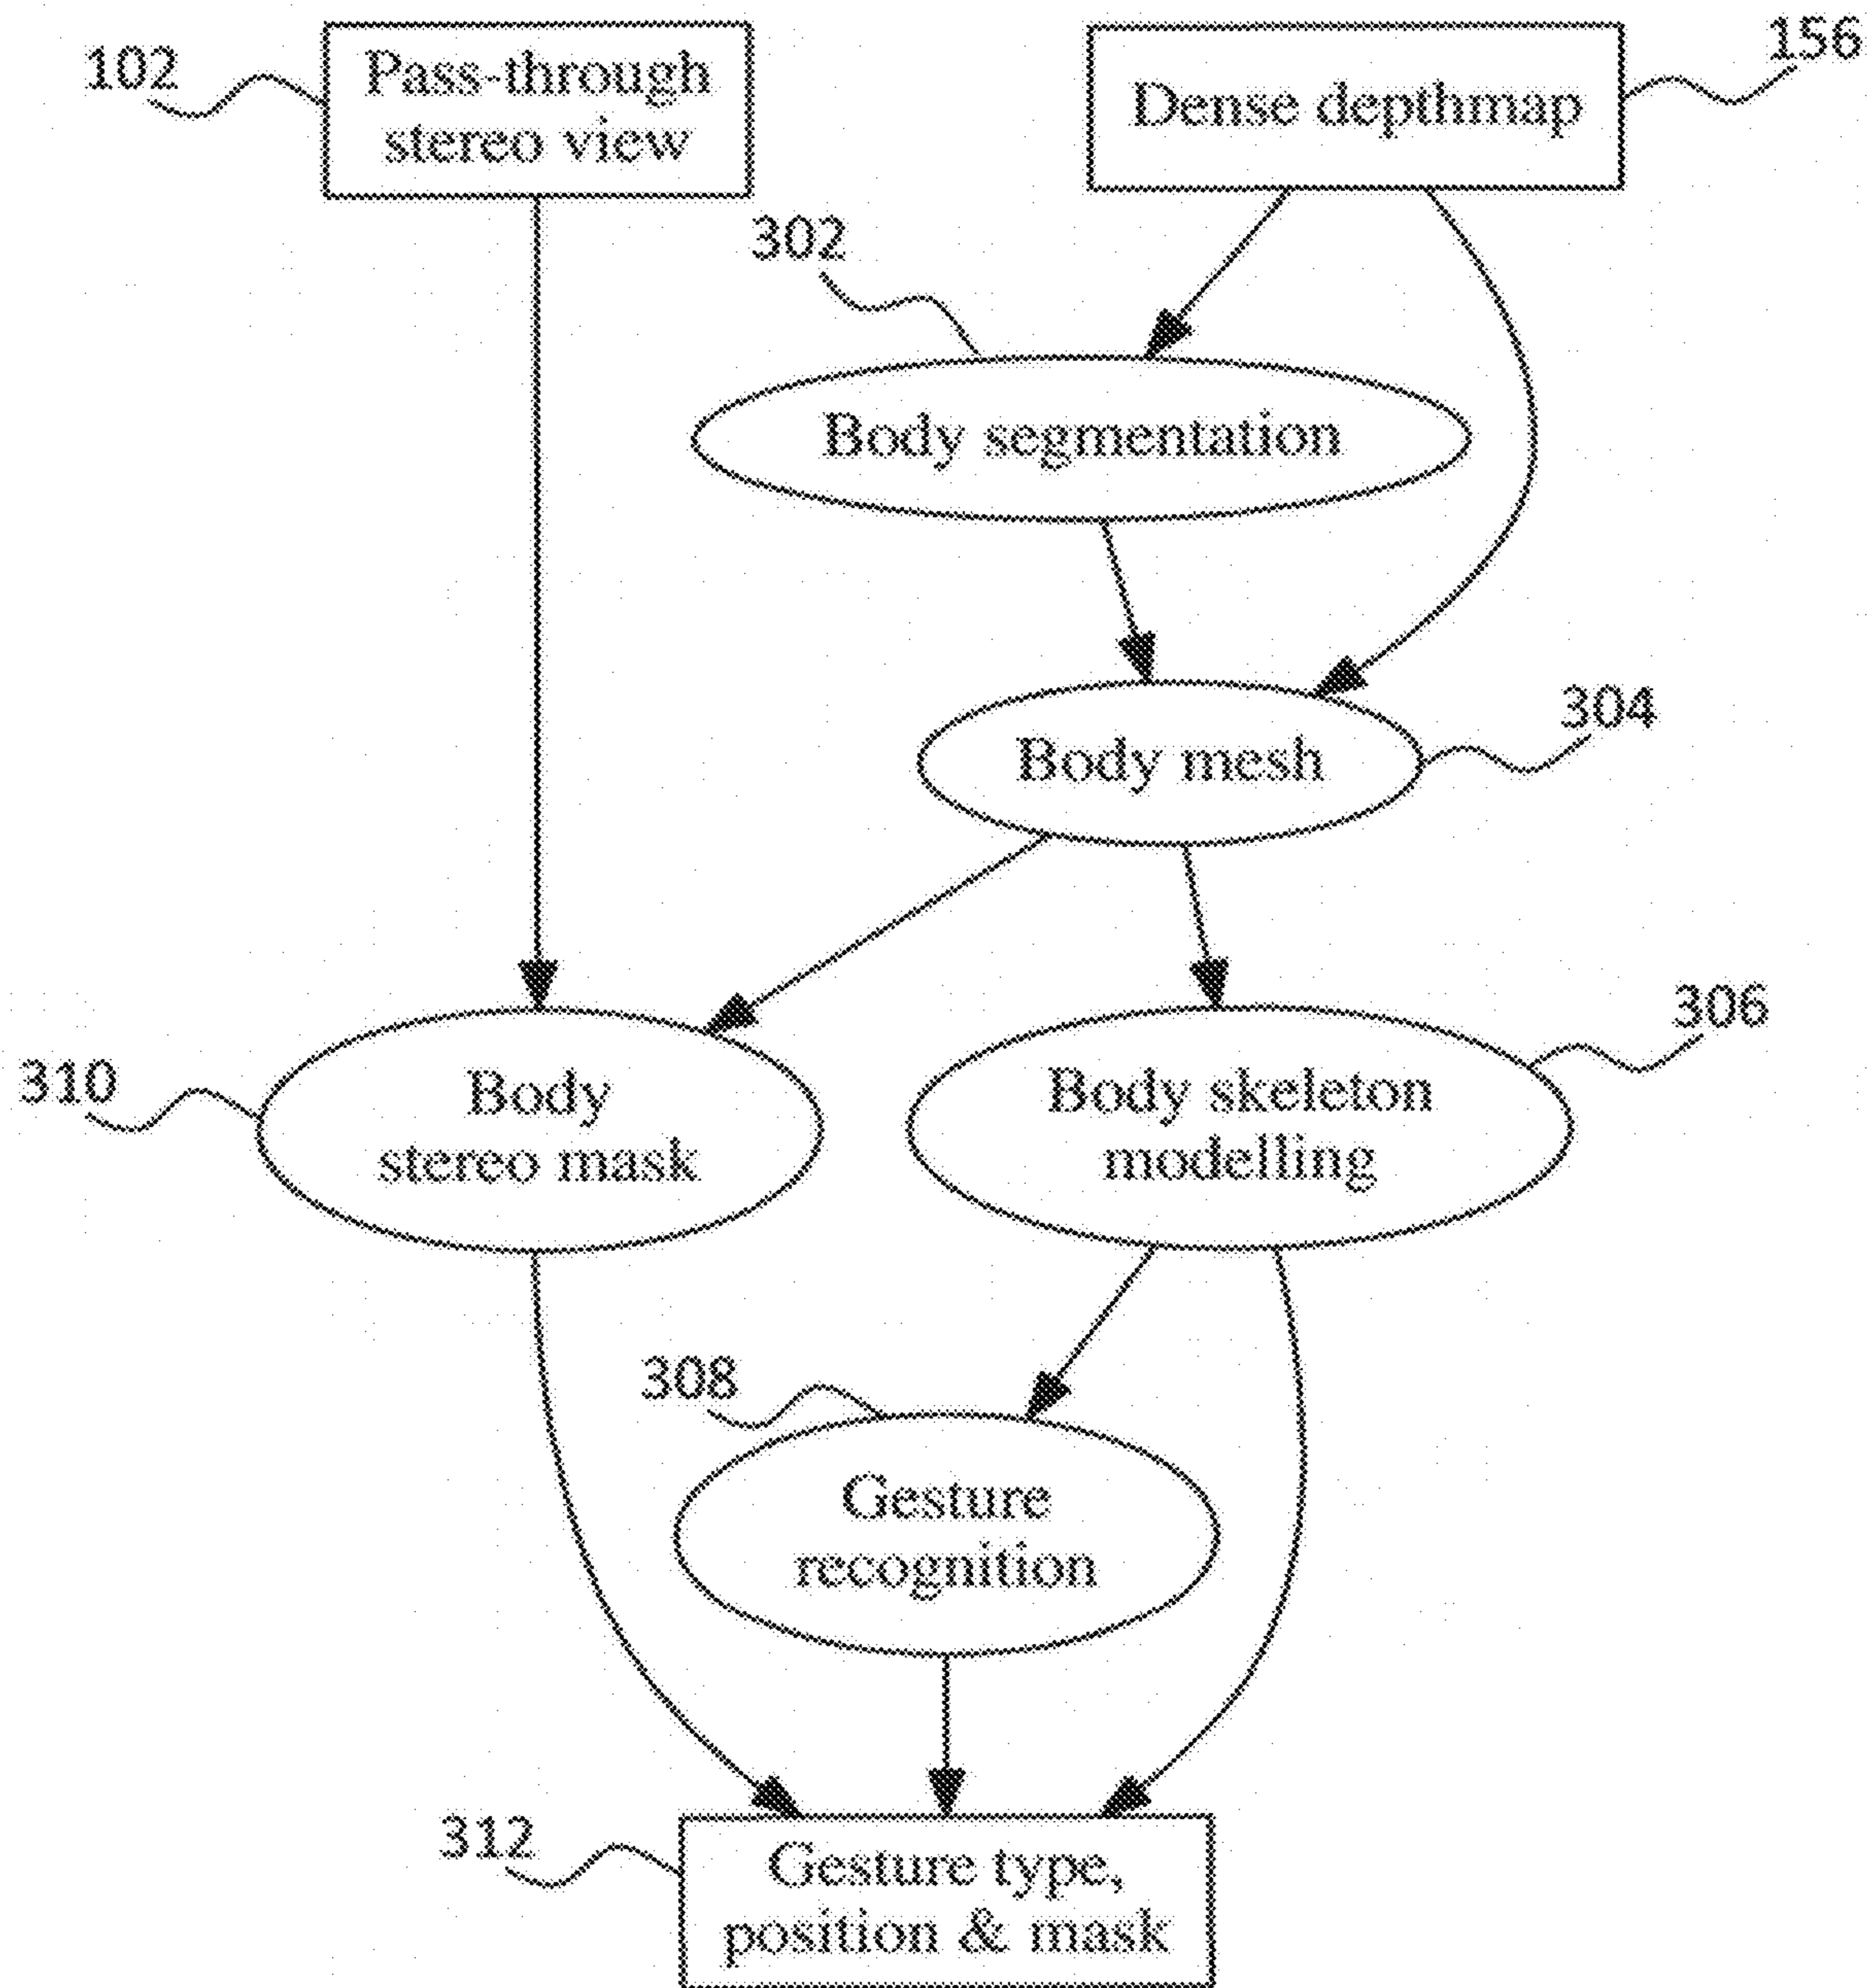 102
Pass-through
stereo view
Dense depthmap
156
302
Body segmentation
Body mesh
304
310
Body
stereo mask
Body skeleton
modelling
306
308
Gesture
recognition
312
Gesture type,
position & mask